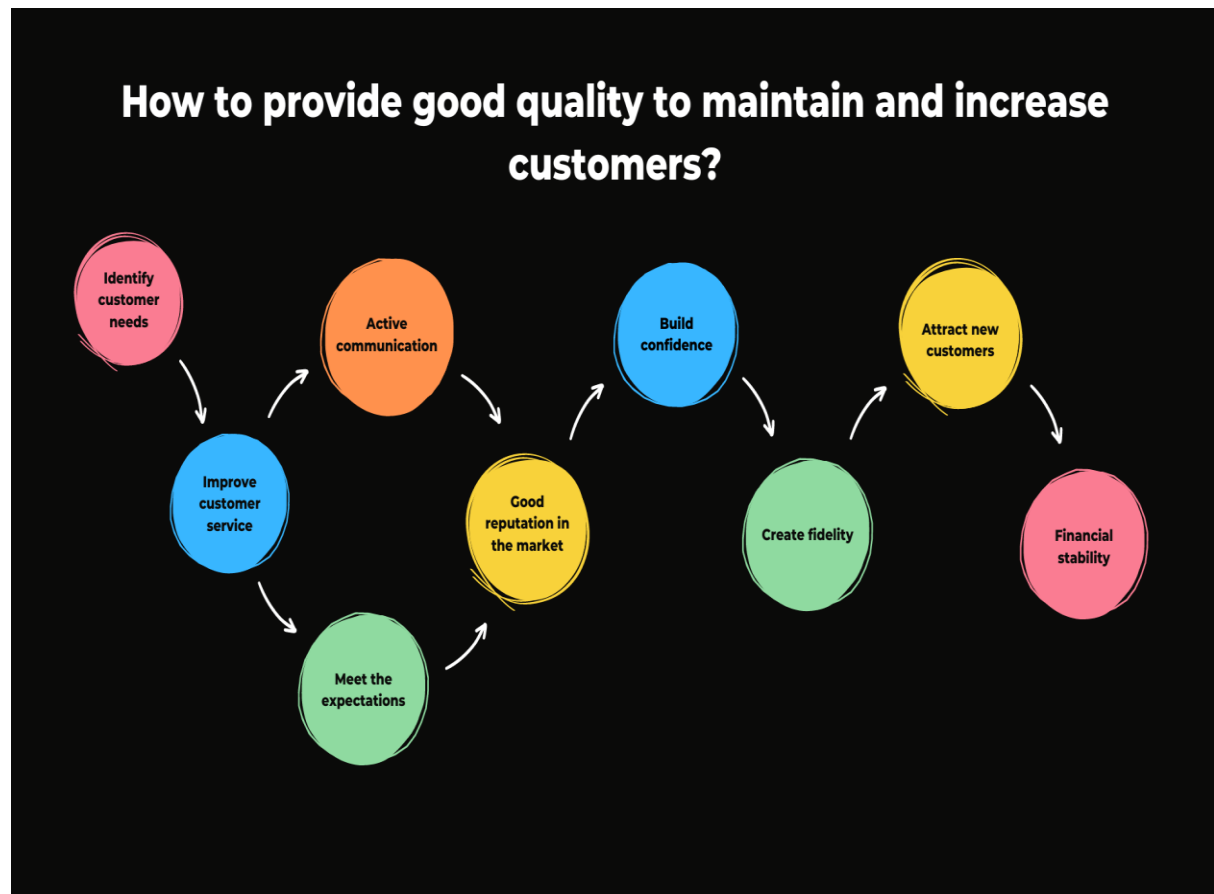 How to provide good quality to maintain and increase
customers?
Identify
customer
needs
Improve
customer
service
Active
communication
Meet the
expectations
Good
reputation in
the market
Build
confidence
Create fidelity
Attract new
customers
Financial
stability